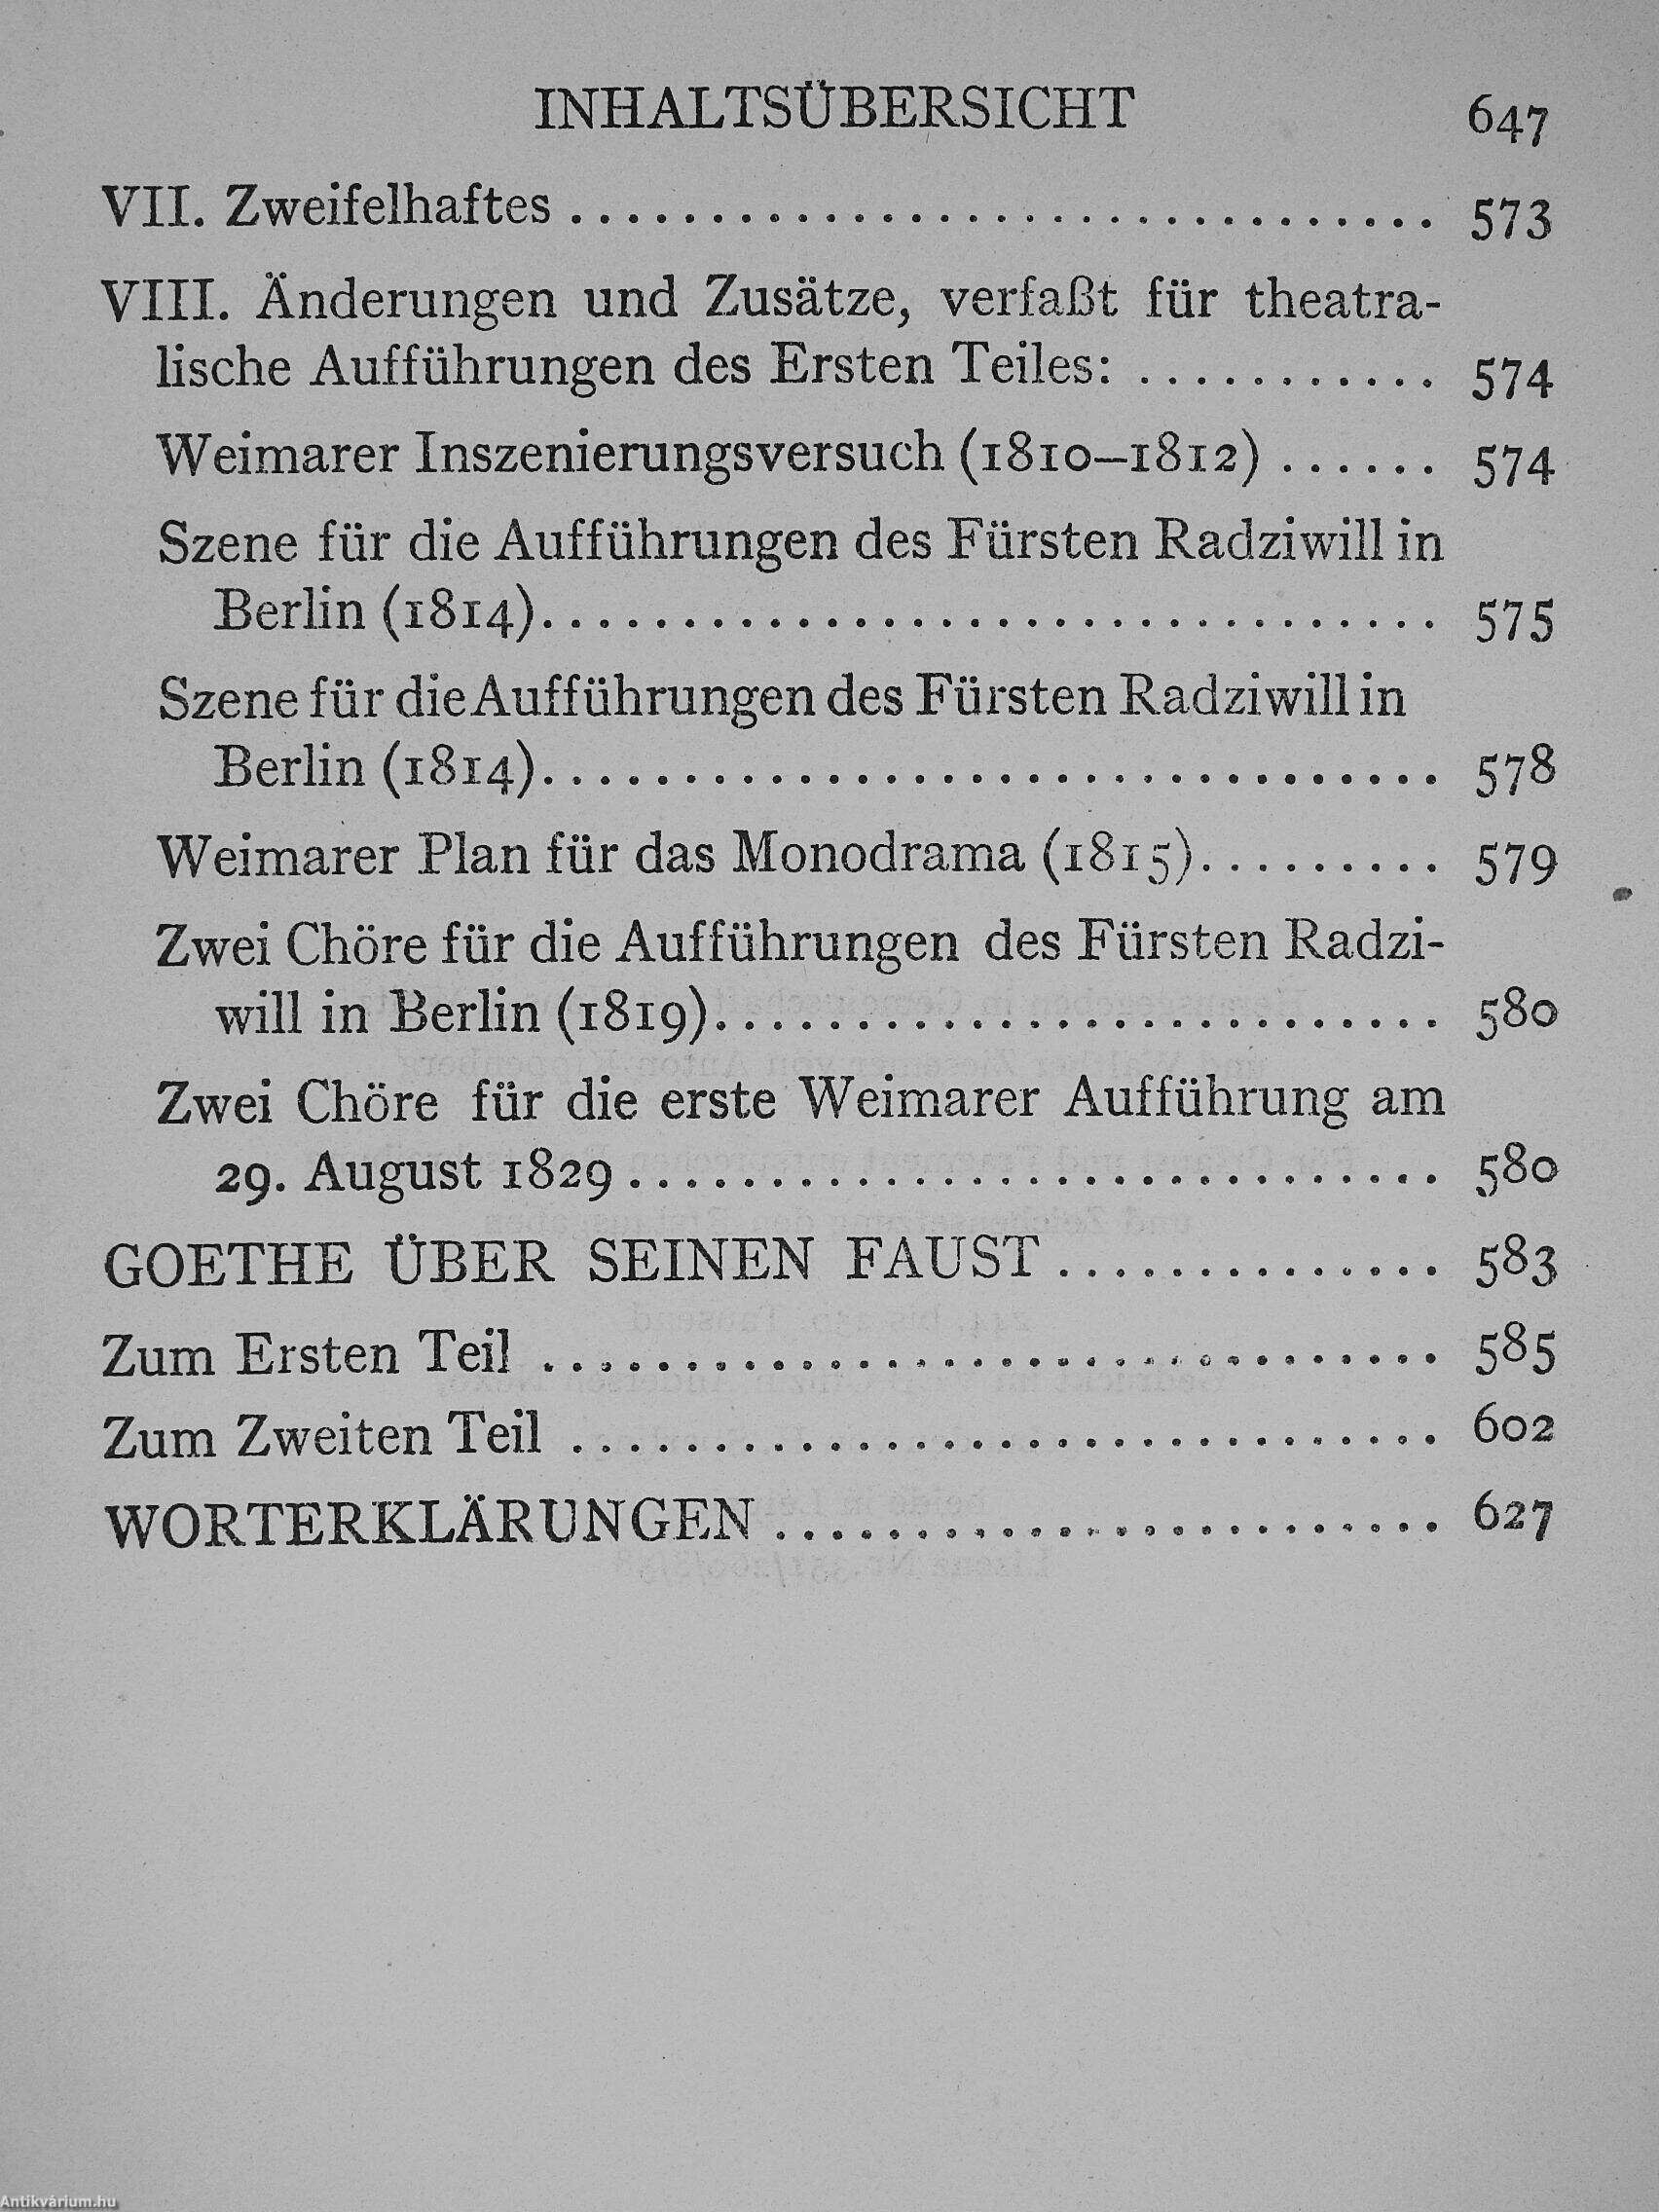 INHALTSÜBERSICHT 647
VII. Zweifelhaftes ............................... 573
VIII. Änderungen und Zusätze, verfaßt für theatra-
lische Aufführungen des Ersten Teiles: ........... 574
Weimarer Inszenierungsversuch (1810–1812) ...... 574
Szene für die Aufführungen des Fürsten Radziwill in
Berlin (1814)................................ 575
Szene für die Aufführungen des Fürsten Radziwill in
Berlin (1814)................................ 578
Weimarer Plan für das Monodrama (1815)......... 579
Zwei Chöre für die Aufführungen des Fürsten Radzi-
will in Berlin (1819).......................... 580
Zwei Chöre für die erste Weimarer Aufführung am
29. August 1829 ............................. 580
GOETHE ÜBER SEINEN FAUST .............. 583
Zum Ersten Teil ................................ 585
Zum Zweiten Teil ............................... 602
WORTERKLÄRUNGEN ........................ 627
Antikvárium.hu